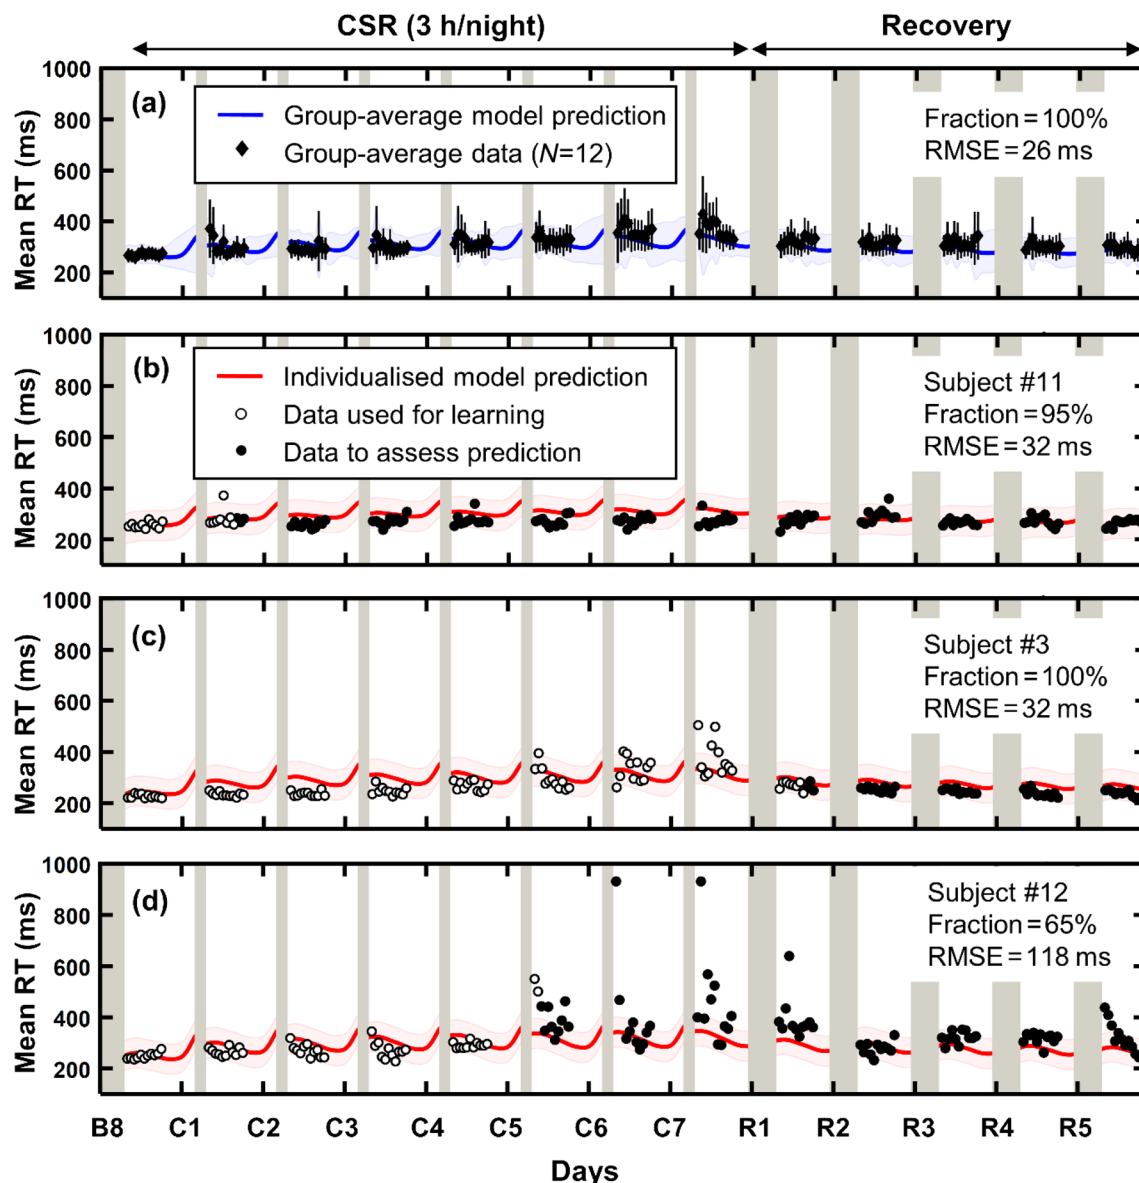 CSR (3 h/night)
Recovery
1000
800
600
400
200
Mean RT (ms)
(a)
Group-average model prediction
Group-average data (N=12)
Fraction = 100%
RMSE = 26 ms
1000
800
600
400
200
Mean RT (ms)
(b)
Individualised model prediction
Data used for learning
Data to assess prediction
Subject #11
Fraction = 95%
RMSE = 32 ms
1000
800
600
400
200
Mean RT (ms)
(c)
Subject #3
Fraction = 100%
RMSE = 32 ms
1000
800
600
400
200
Mean RT (ms)
(d)
Subject #12
Fraction = 65%
RMSE = 118 ms
B8 C1 C2 C3 C4 C5 C6 C7 R1 R2 R3 R4 R5
Days